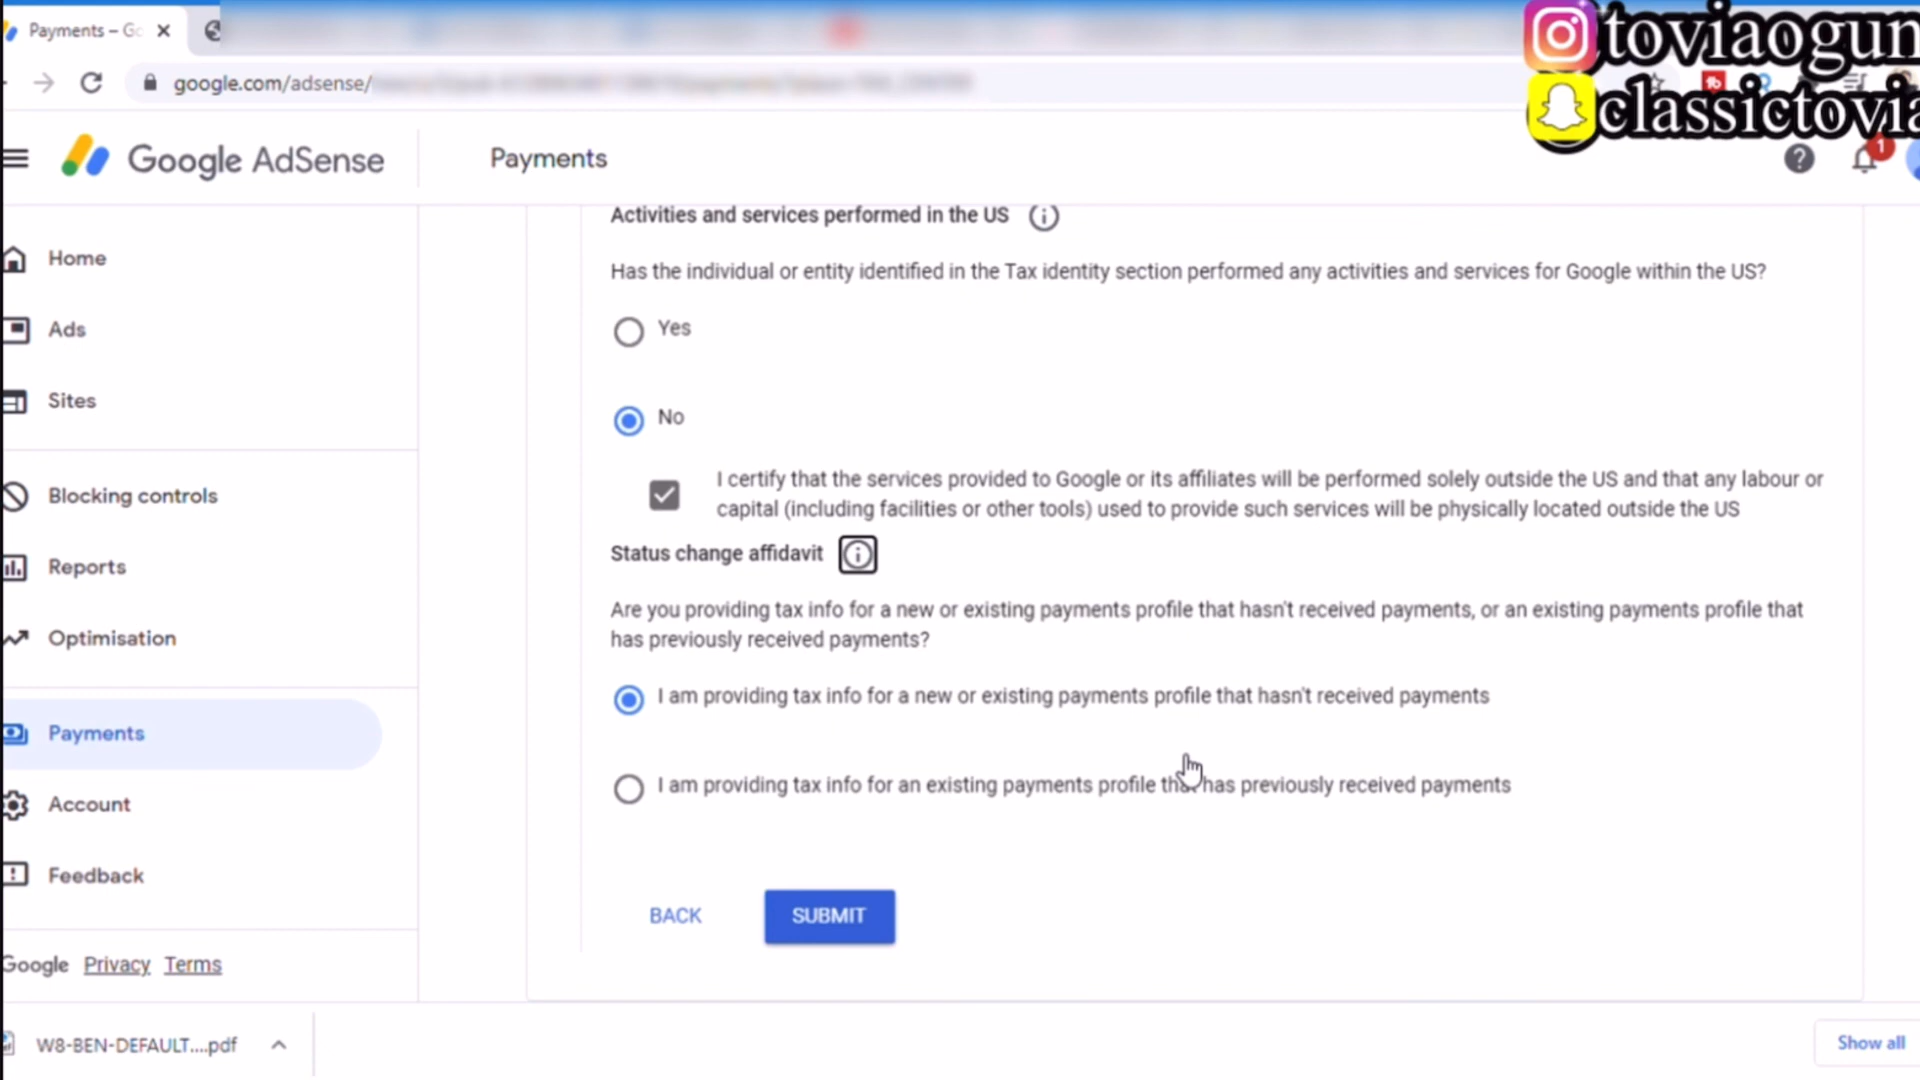 Payments – Go
toviaogun
google.com/adsense/
classictovia
Google AdSense
Payments
1
Activities and services performed in the US
Home
Has the individual or entity identified in the Tax identity section performed any activities and services for Google within the US?
Ads
Yes
Sites
No
I certify that the services provided to Google or its affiliates will be performed solely outside the US and that any labour or
capital (including facilities or other tools) used to provide such services will be physically located outside the US
Blocking controls
Status change affidavit
Reports
Are you providing tax info for a new or existing payments profile that hasn't received payments, or an existing payments profile that
has previously received payments?
Optimisation
I am providing tax info for a new or existing payments profile that hasn't received payments
Payments
I am providing tax info for an existing payments profile that has previously received payments
Account
Feedback
BACK
SUBMIT
Google Privacy Terms
W8-BEN-DEFAULT....pdf
Show all